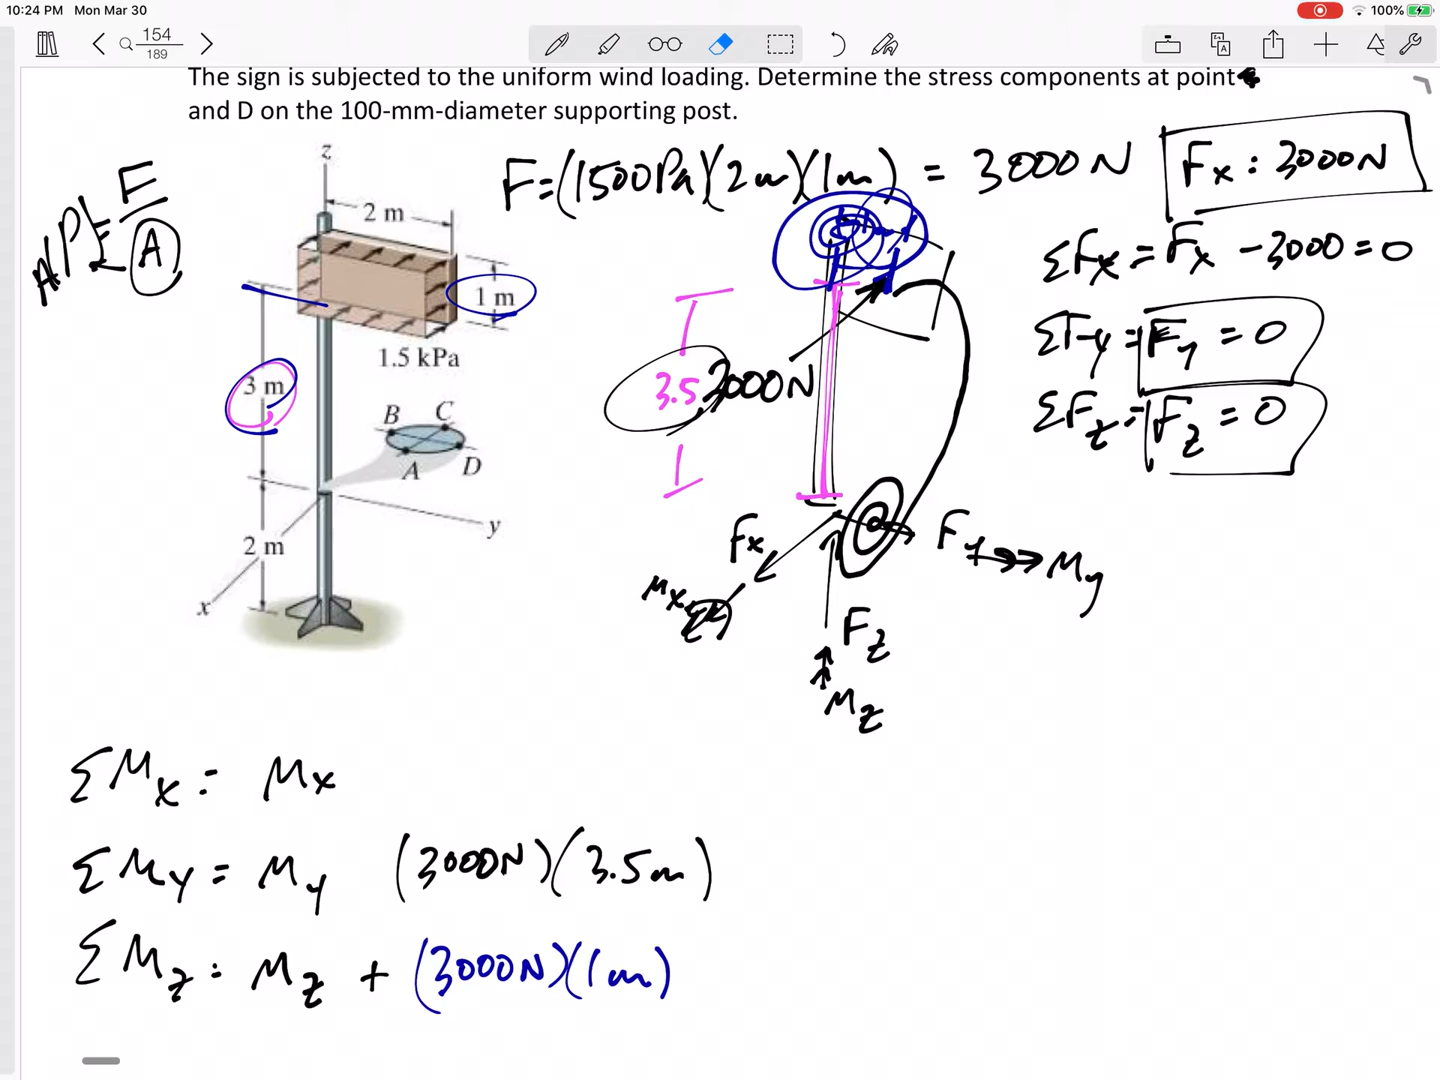 10:24 PM Mon Mar 30
100%
154
189
The sign is subjected to the uniform wind loading. Determine the stress components at point
and D on the 100-mm-diameter supporting post.
F=(1500Pa)(2m)(1m) = 3000N
Fx: 3000N
F
A
z
2 m
1 m
1.5 kPa
3 m
B C
A D
y
2 m
x
3.5
3000N
ΣFx = Fx - 3000 = 0
ΣFy = Fy = 0
ΣFz = Fz = 0
Fx
Mx
Fy
My
Fz
Mz
ΣMx: Mx
ΣMy = My (3000N)(3.5m)
ΣMz: Mz + (3000N)(1m)